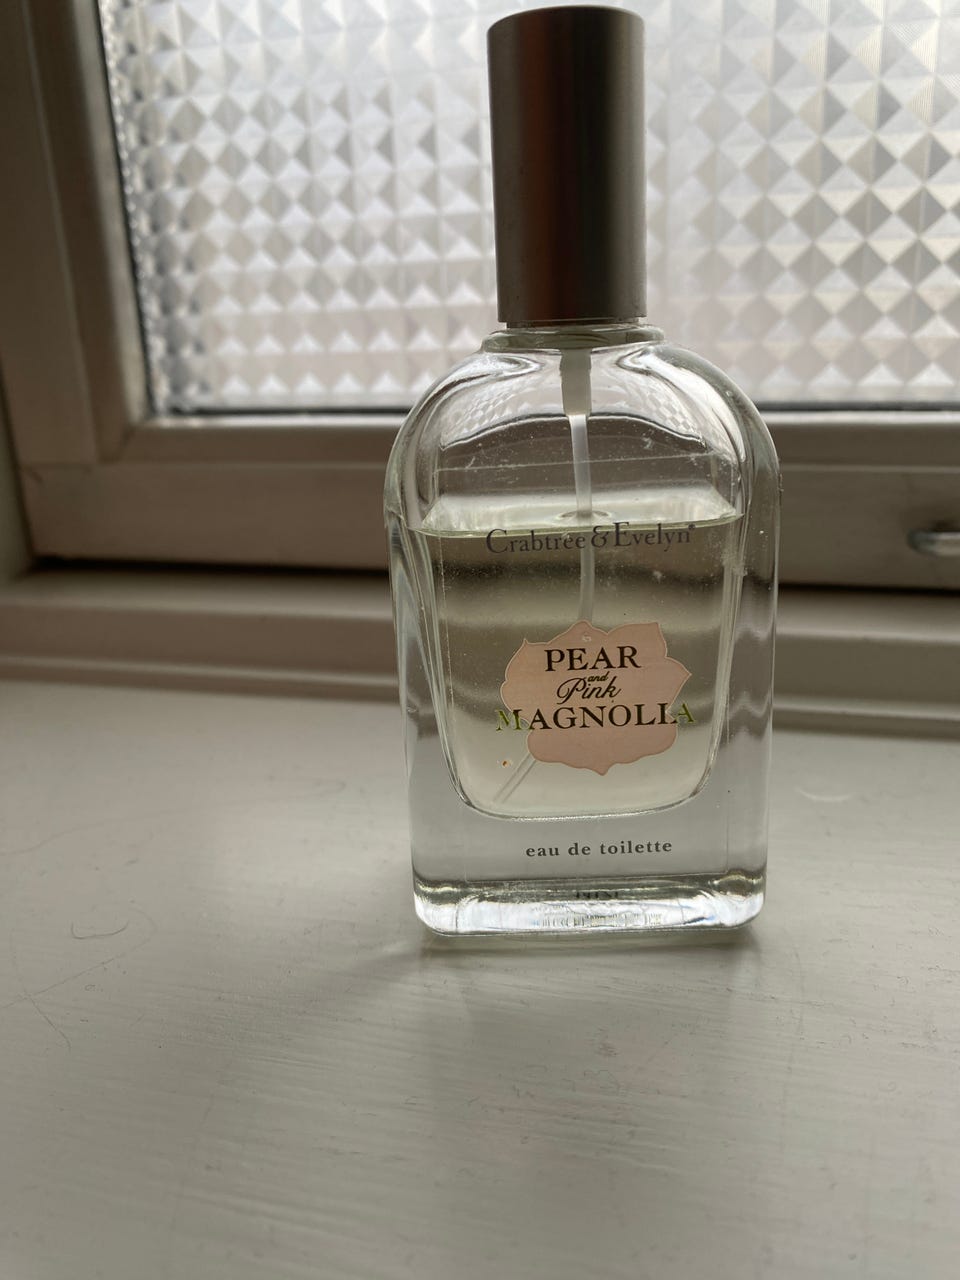 Crabtree & Evelyn®
PEAR
and
Pink
MAGNOLIA
eau de toilette